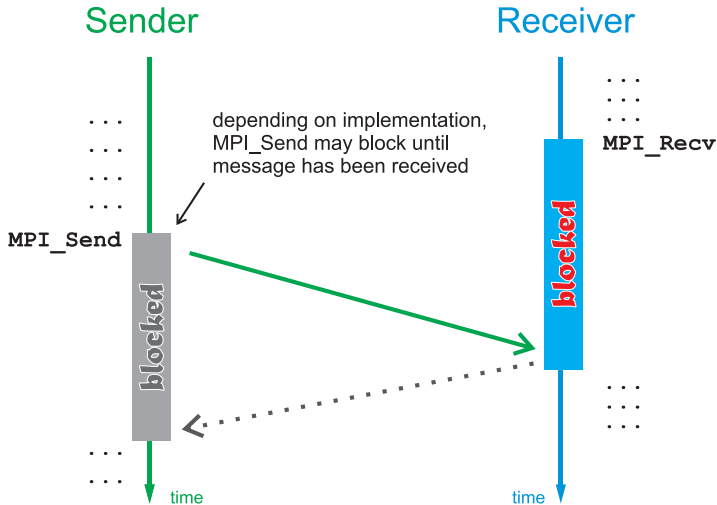 Sender
Receiver
. . .
. . .
. . .
. . .
depending on implementation,
MPI_Send may block until
message has been received
. . .
. . .
. . .
MPI_Recv
MPI_Send
blocked
blocked
. . .
. . .
. . .
. . .
. . .
time
time